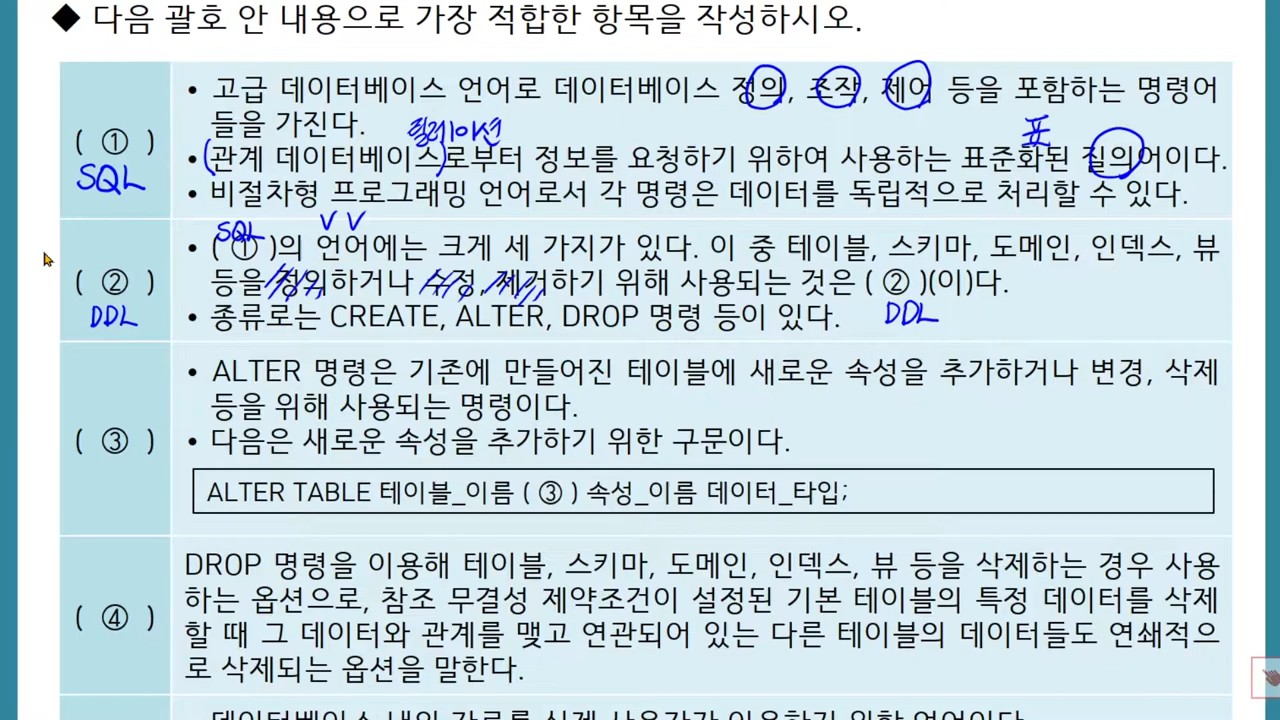 ◆ 다음 괄호 안 내용으로 가장 적합한 항목을 작성하시오.
( ① )
SQL
• 고급 데이터베이스 언어로 데이터베이스 정의, 조작, 제어 등을 포함하는 명령어
들을 가진다.
릴레이션
표
• (관계 데이터베이스)로부터 정보를 요청하기 위하여 사용하는 표준화된 질의어이다.
• 비절차형 프로그래밍 언어로서 각 명령은 데이터를 독립적으로 처리할 수 있다.
( ② )
DDL
SQL
• ( ① )의 언어에는 크게 세 가지가 있다. 이 중 테이블, 스키마, 도메인, 인덱스, 뷰
등을 정의하거나 수정, 제거하기 위해 사용되는 것은 ( ② )(이)다.
DDL
• 종류로는 CREATE, ALTER, DROP 명령 등이 있다.
( ③ )
• ALTER 명령은 기존에 만들어진 테이블에 새로운 속성을 추가하거나 변경, 삭제
등을 위해 사용되는 명령이다.
• 다음은 새로운 속성을 추가하기 위한 구문이다.
ALTER TABLE 테이블_이름 ( ③ ) 속성_이름 데이터_타입;
( ④ )
DROP 명령을 이용해 테이블, 스키마, 도메인, 인덱스, 뷰 등을 삭제하는 경우 사용
하는 옵션으로, 참조 무결성 제약조건이 설정된 기본 테이블의 특정 데이터를 삭제
할 때 그 데이터와 관계를 맺고 연관되어 있는 다른 테이블의 데이터들도 연쇄적으
로 삭제되는 옵션을 말한다.